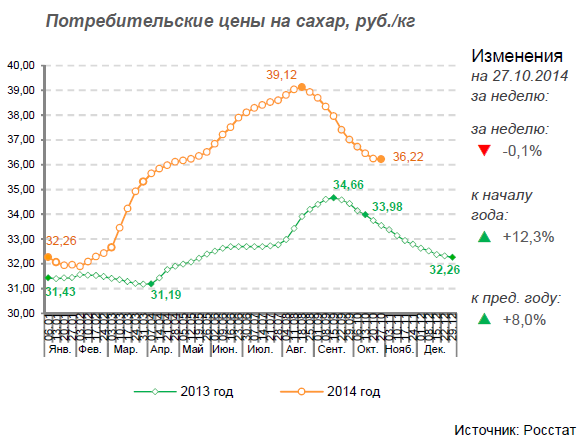 Потребительские цены на сахар, руб./кг
40,00
39,00
38,00
37,00
36,00
35,00
34,00
33,00
32,00
31,00
30,00
39,12
36,22
34,66
33,98
32,26
31,43
31,19
32,26
Янв. Фев. Мар. Апр. Май Июн. Июл. Авг. Сент. Окт. Нояб. Дек.
2013 год 2014 год
Изменения
на 27.10.2014
за неделю:
за неделю:
-0,1%
к началу
года:
+12,3%
к пред. году:
+8,0%
Источник: Росстат